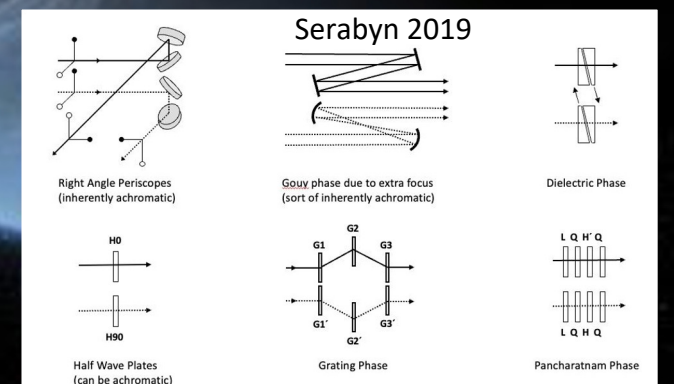 Serabyn 2019
Right Angle Periscopes
(inherently achromatic)
Gouy phase due to extra focus
(sort of inherently achromatic)
Dielectric Phase
H0
H90
Half Wave Plates
(can be achromatic)
G1
G2
G3
G1´
G2´
G3´
Grating Phase
L Q H´ Q
L Q H Q
Pancharatnam Phase